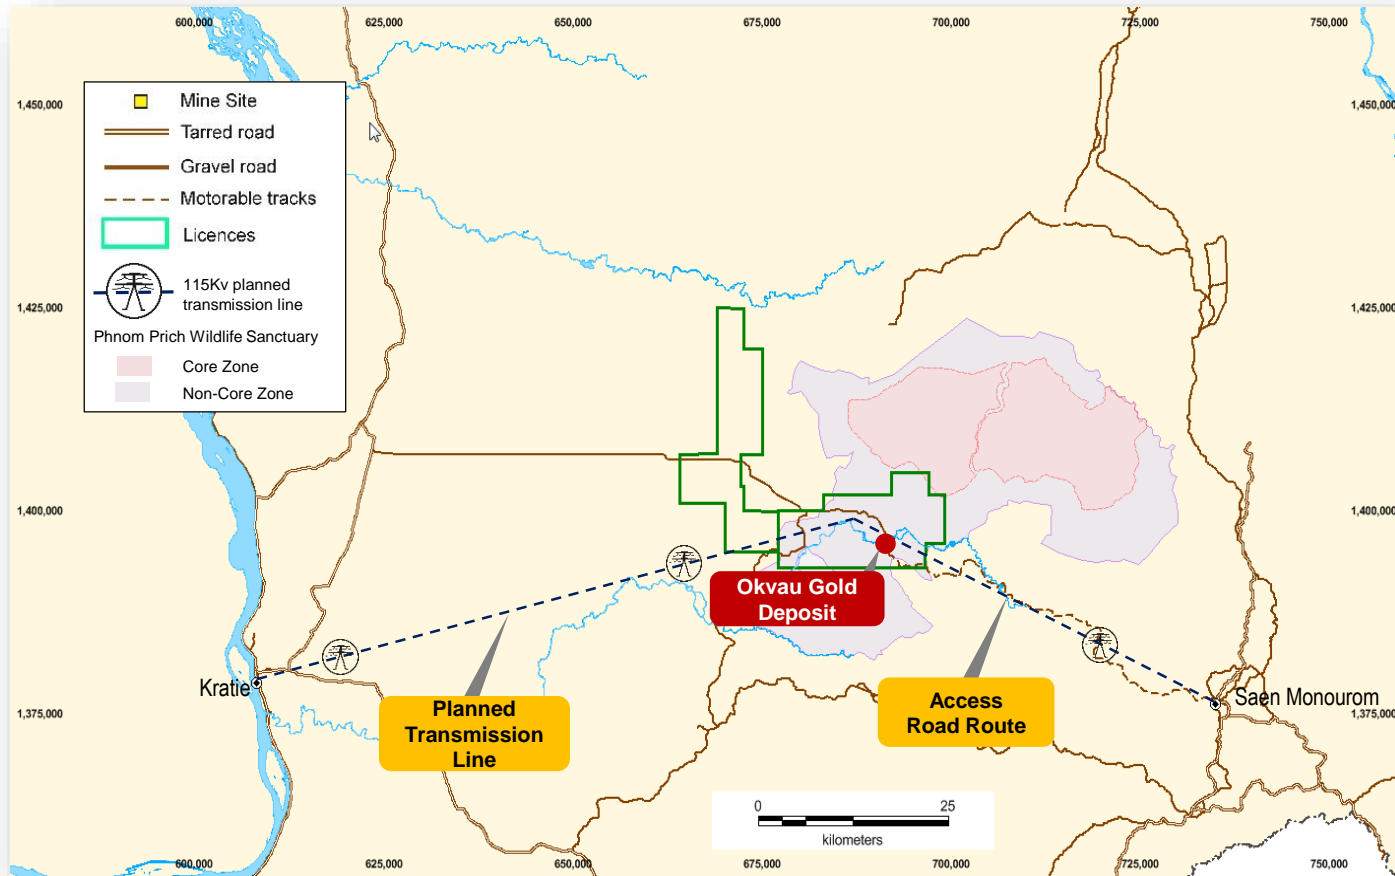 600,000
625,000
650,000
675,000
700,000
725,000
750,000
1,450,000
1,450,000
Mine Site
Tarred road
Gravel road
Motorable tracks
Licences
115Kv planned
transmission line
Phnom Prich Wildlife Sanctuary
Core Zone
Non-Core Zone
1,425,000
1,425,000
1,400,000
1,400,000
Okvau Gold
Deposit
Kratie
Saen Monourom
Planned
Transmission
Line
Access
Road Route
1,375,000
1,375,000
0
25
kilometers
600,000
625,000
650,000
675,000
700,000
725,000
750,000